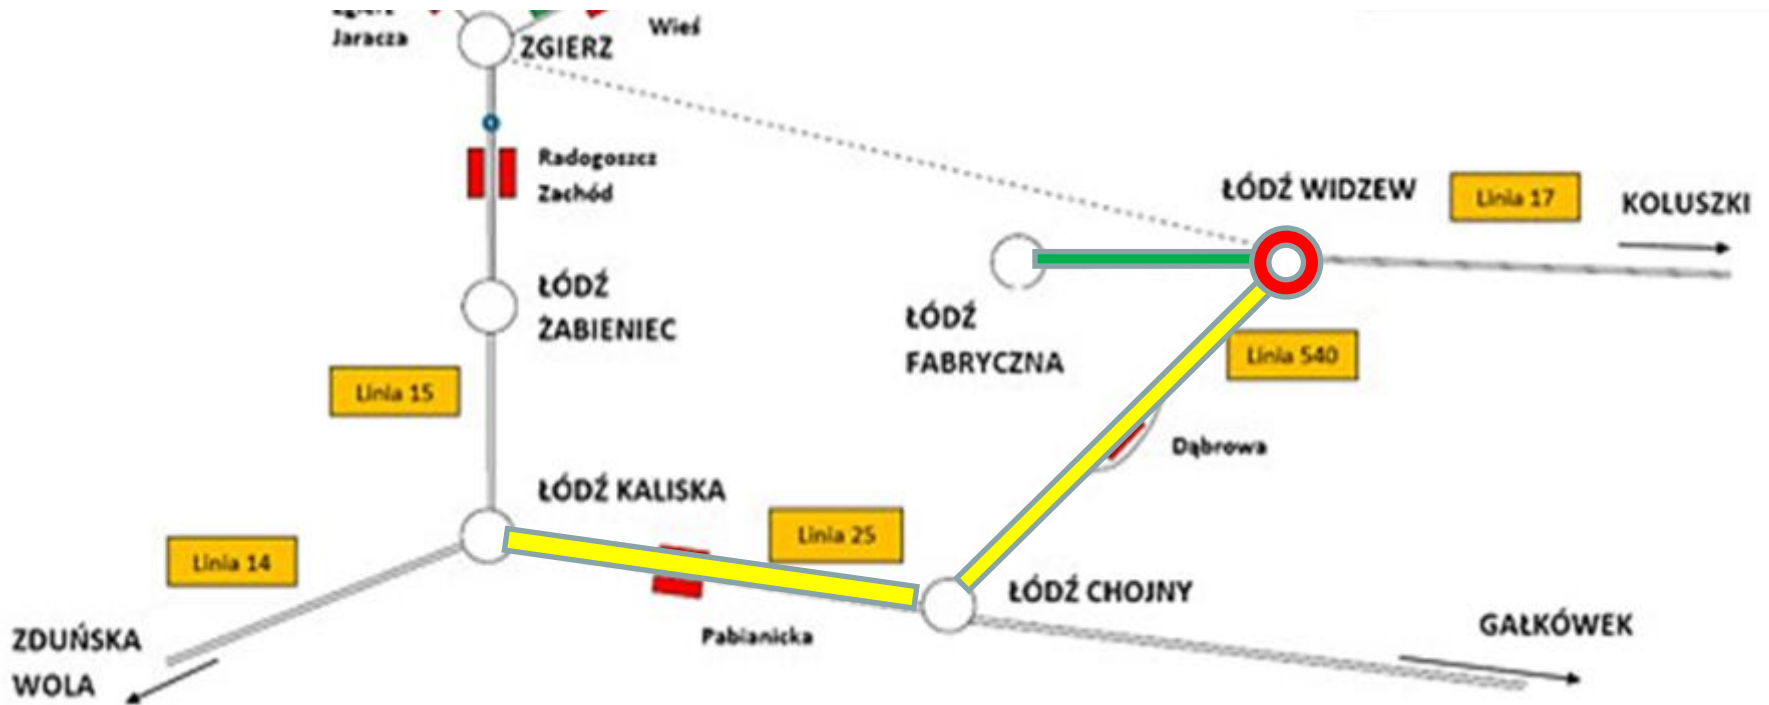 Jaracza
Wieś
ZGIERZ
Radogoszcz
Zachód
ŁÓDŹ WIDZEW
Linia 17
KOLUSZKI
ŁÓDŹ
ŻABIENIEC
ŁÓDŹ
FABRYCZNA
Linia 540
Linia 15
Dąbrowa
ŁÓDŹ KALISKA
Linia 25
Linia 14
ŁÓDŹ CHOJNY
ZDUŃSKA
WOLA
Pabianicka
GAŁKÓWEK